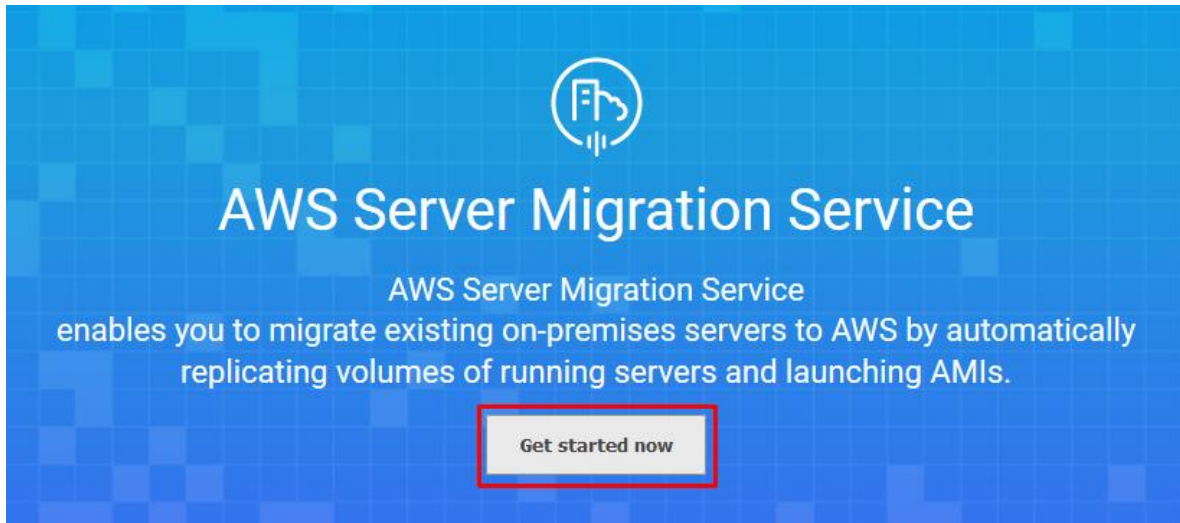 AWS Server Migration Service
AWS Server Migration Service
enables you to migrate existing on-premises servers to AWS by automatically
replicating volumes of running servers and launching AMIs.
Get started now